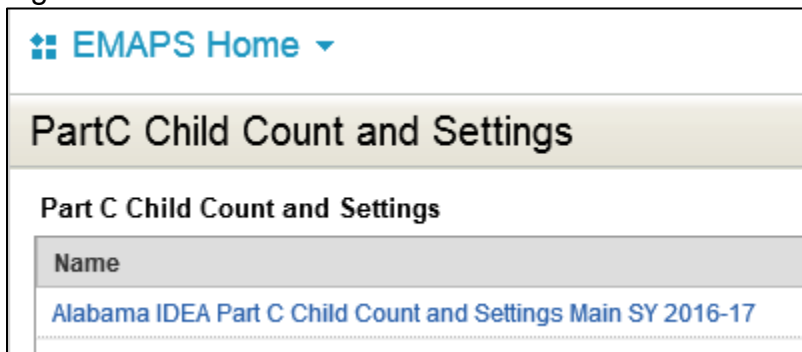 EMAPS Home
PartC Child Count and Settings
Part C Child Count and Settings
Name
Alabama IDEA Part C Child Count and Settings Main SY 2016-17